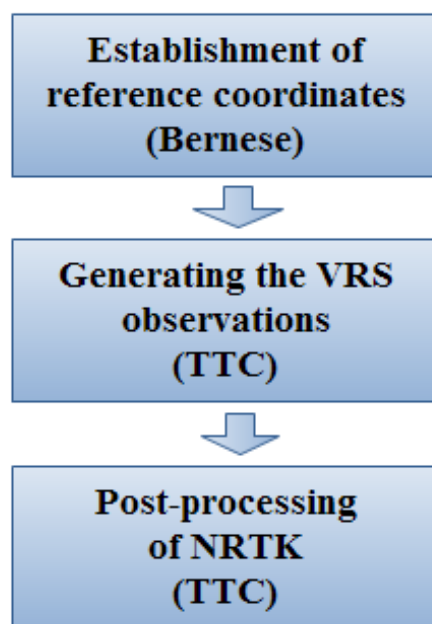 Establishment of
reference coordinates
(Bernese)
Generating the VRS
observations
(TTC)
Post-processing
of NRTK
(TTC)